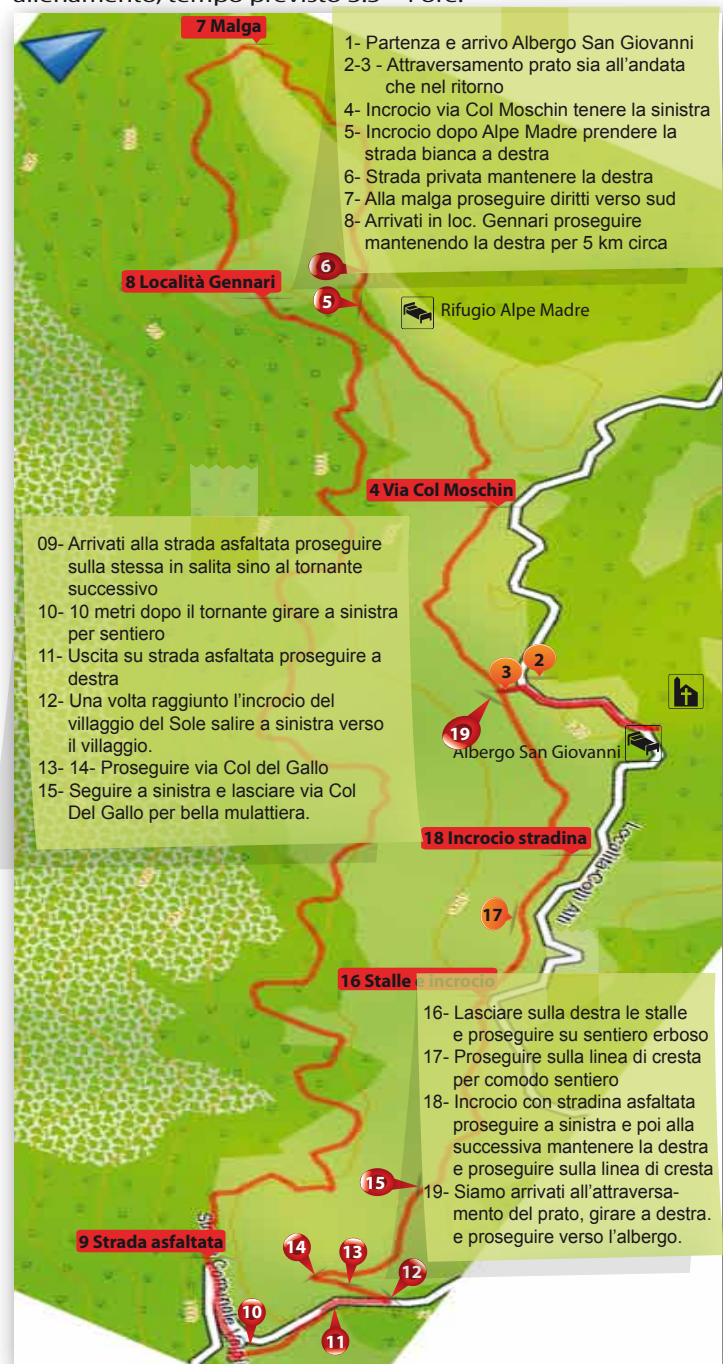 allenamento, tempo previsto 3.5 - 4 ore.
7 Malga
1- Partenza e arrivo Albergo San Giovanni
2-3 - Attraversamento prato sia all'andata
che nel ritorno
4- Incrocio via Col Moschin tenere la sinistra
5- Incrocio dopo Alpe Madre prendere la
strada bianca a destra
6- Strada privata mantenere la destra
7- Alla malga proseguire diritti verso sud
8- Arrivati in loc. Gennari proseguire
mantenendo la destra per 5 km circa
6
8 Località Gennari
5
Rifugio Alpe Madre
4 Via Col Moschin
09- Arrivati alla strada asfaltata proseguire
sulla stessa in salita sino al tornante
successivo
10- 10 metri dopo il tornante girare a sinistra
per sentiero
11- Uscita su strada asfaltata proseguire a
destra
12- Una volta raggiunto l'incrocio del
villaggio del Sole salire a sinistra verso
il villaggio.
13- 14- Proseguire via Col del Gallo
15- Seguire a sinistra e lasciare via Col
Del Gallo per bella mulattiera.
2
3
19
Albergo San Giovanni
18 Incrocio stradina
Località Colli Alti
17
16 Stalle e incrocio
16- Lasciare sulla destra le stalle
e proseguire su sentiero erboso
17- Proseguire sulla linea di cresta
per comodo sentiero
18- Incrocio con stradina asfaltata
proseguire a sinistra e poi alla
successiva mantenere la destra
e proseguire sulla linea di cresta
19- Siamo arrivati all'attraversa-
mento del prato, girare a destra.
e proseguire verso l'albergo.
15
9 Strada asfaltata
Comunale
14
13
12
10
11